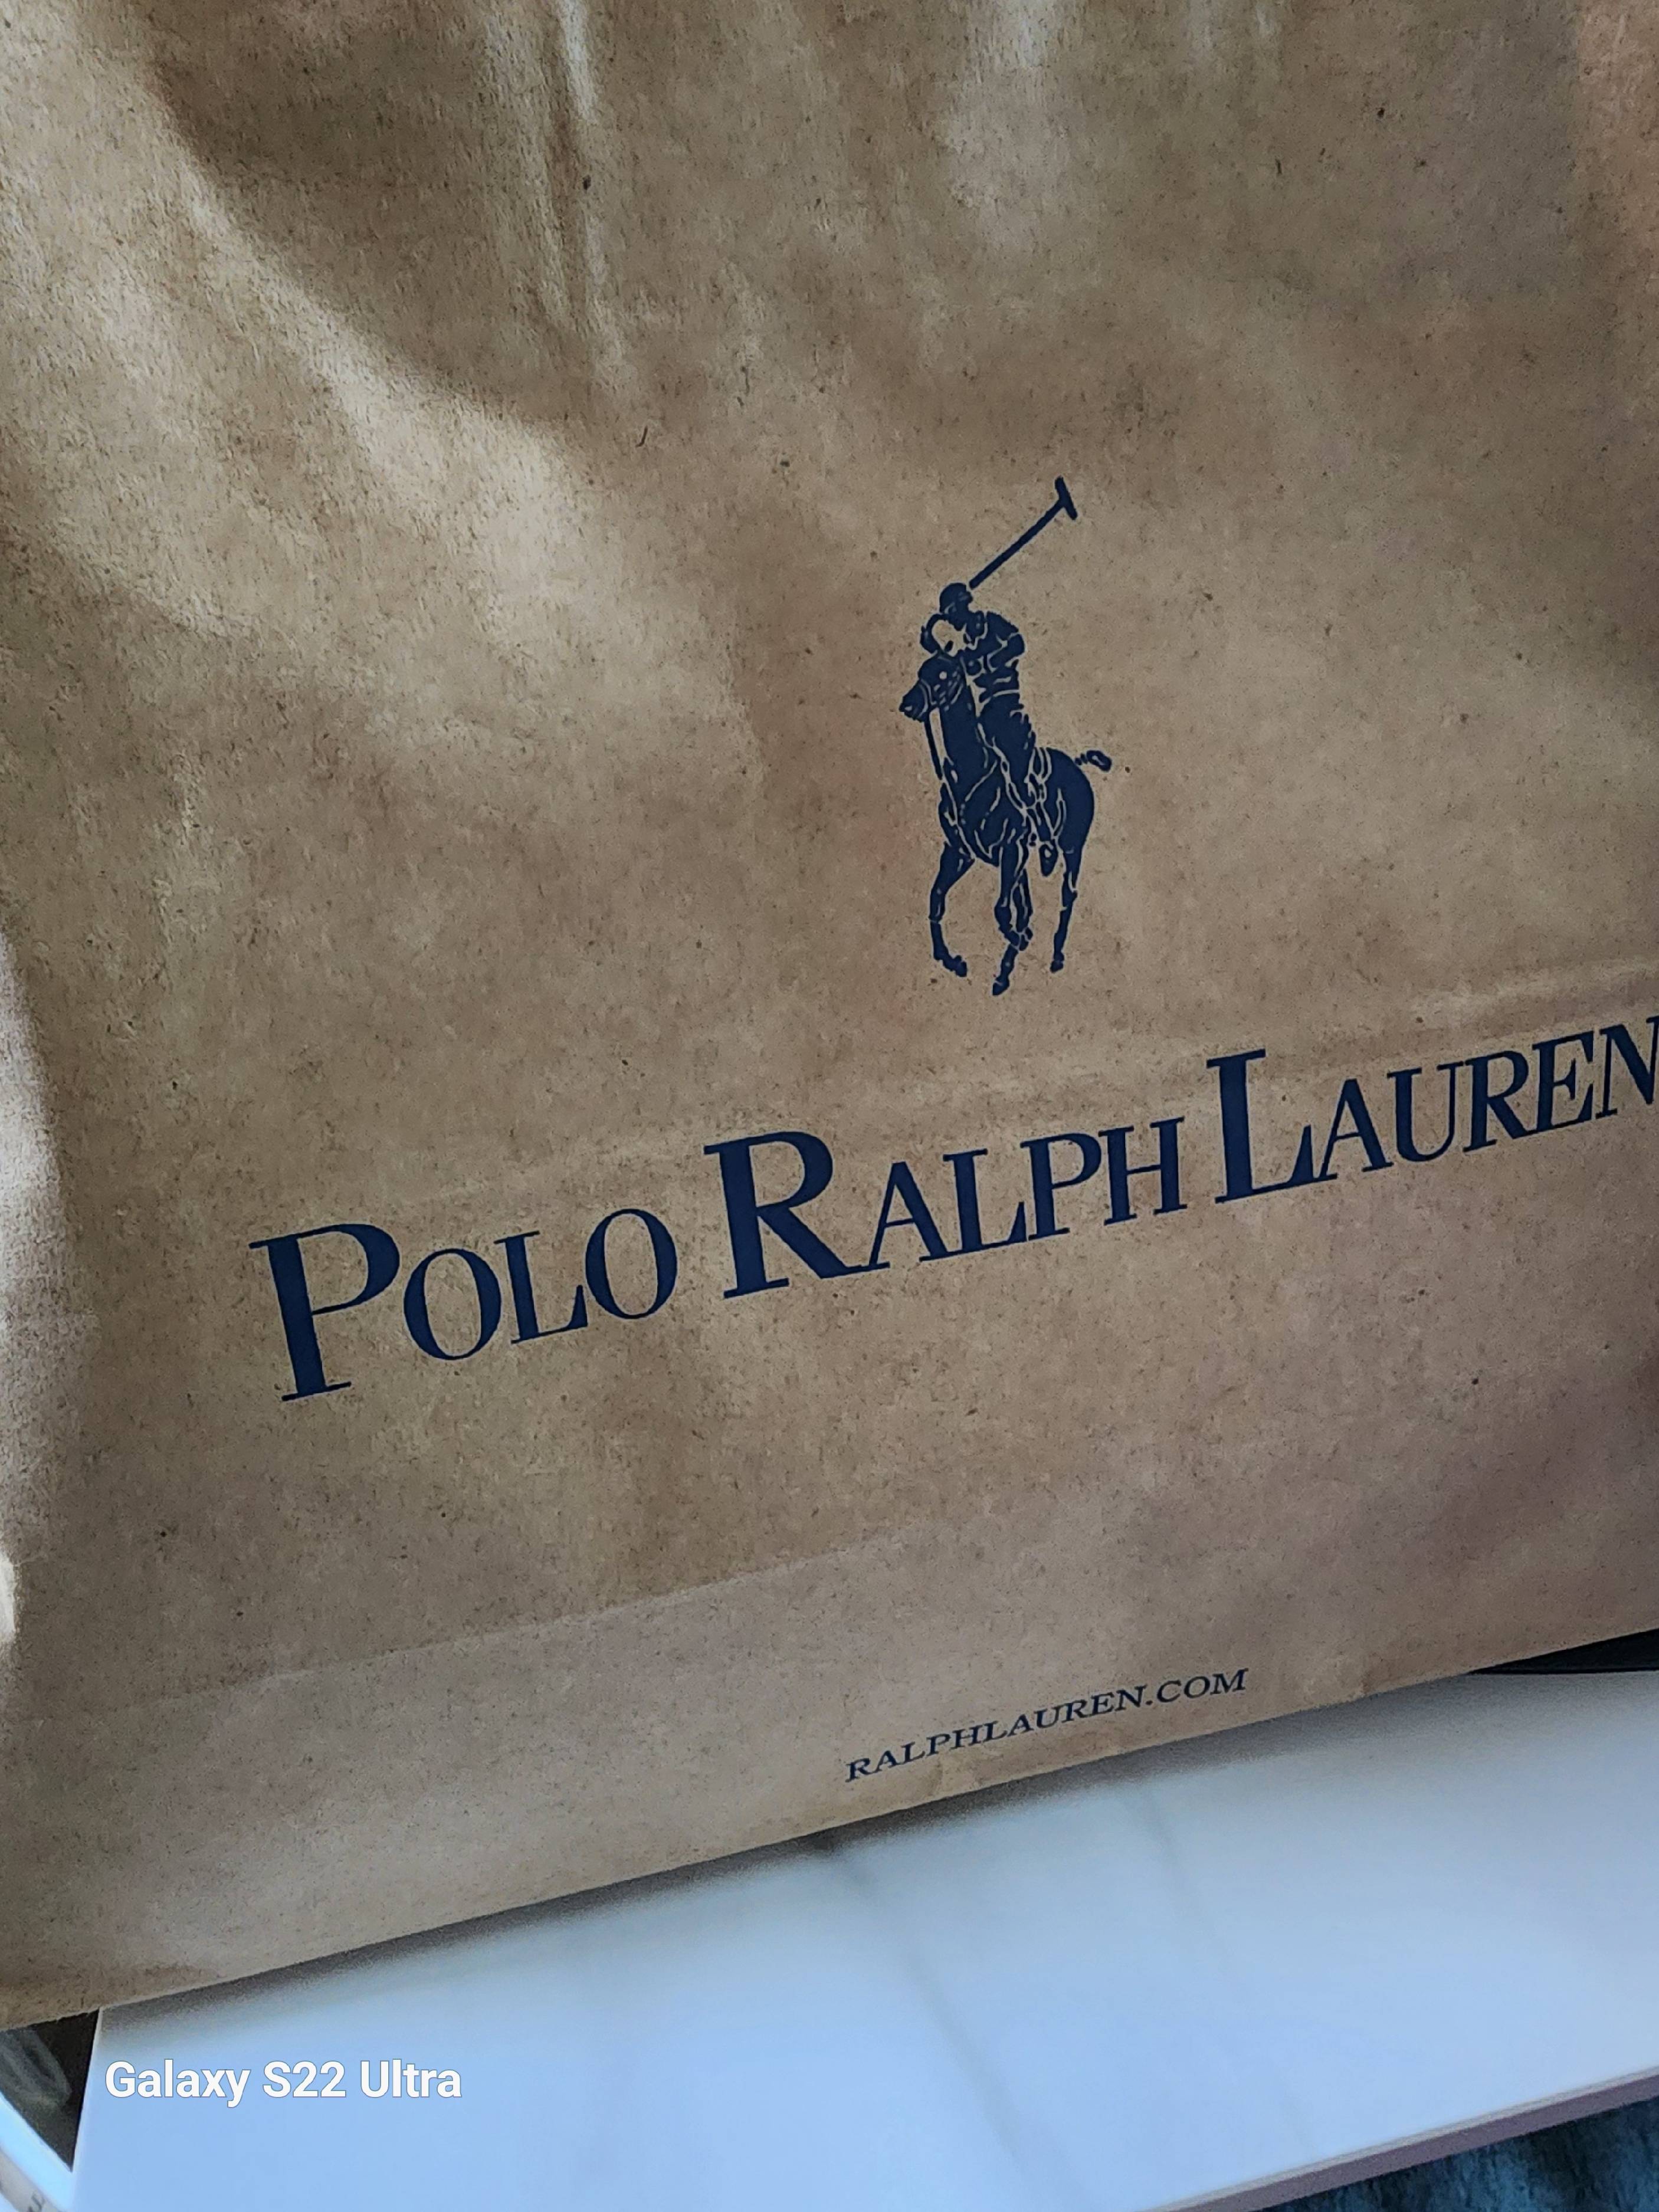 POLO RALPH LAUREN
RALPHLAUREN.COM
Galaxy S22 Ultra